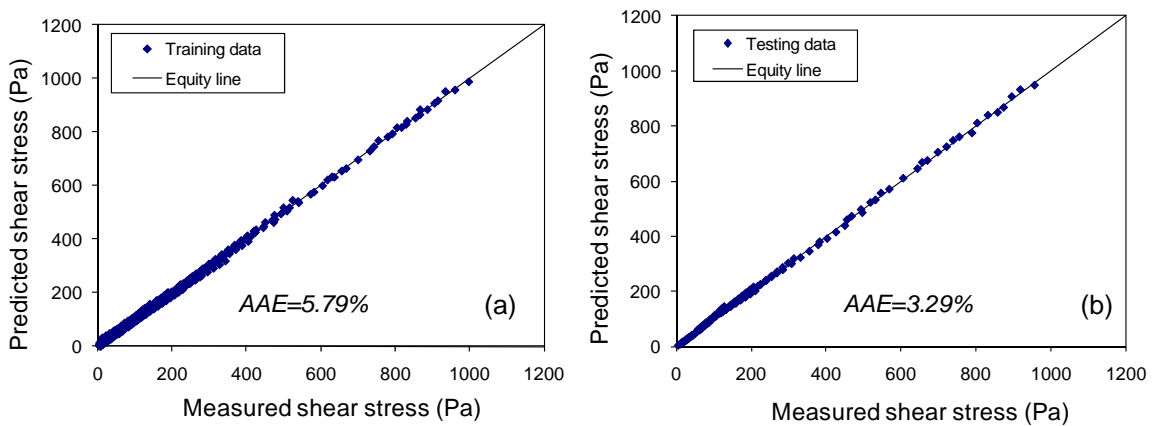 Predicted shear stress (Pa)
1200
1000
800
600
400
200
0
Training data
Equity line
AAE=5.79%
(a)
0 200 400 600 800 1000 1200
Measured shear stress (Pa)
Predicted shear stress (Pa)
1200
1000
800
600
400
200
0
Testing data
Equity line
AAE=3.29%
(b)
0 200 400 600 800 1000 1200
Measured shear stress (Pa)